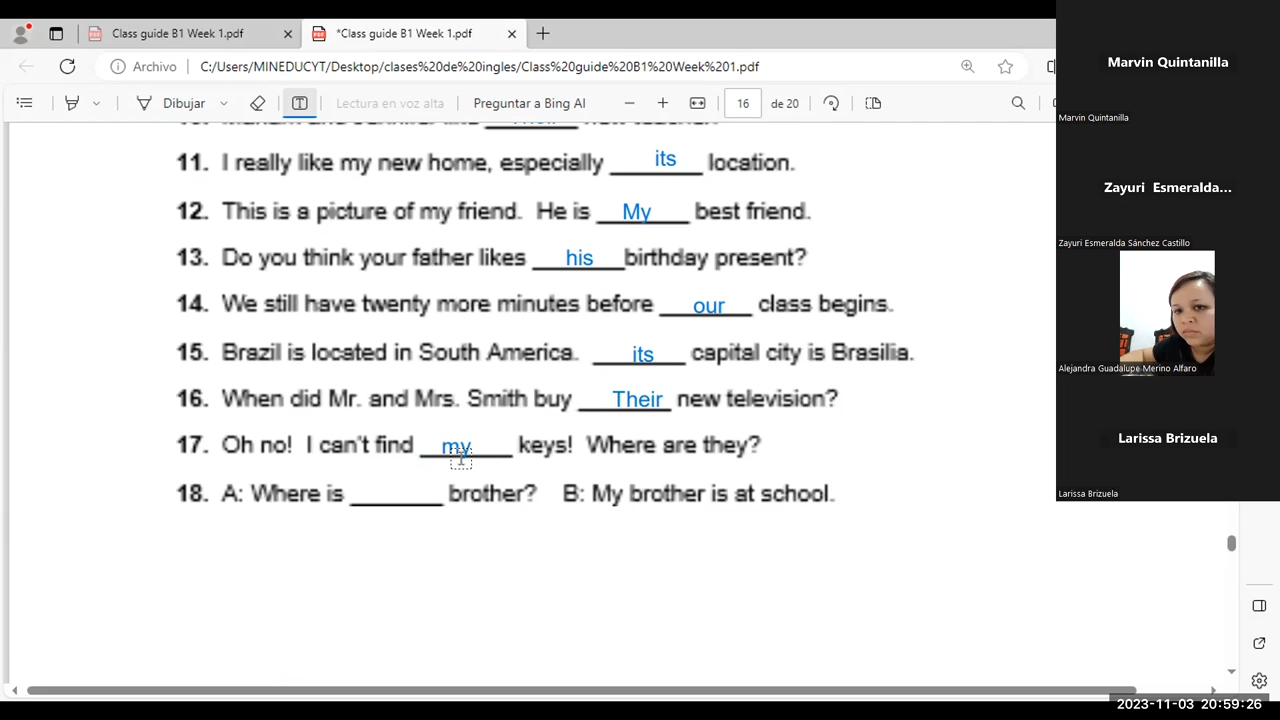 Class guide B1 Week 1.pdf
*Class guide B1 Week 1.pdf
Archivo
C:/Users/MINEDUCYT/Desktop/clases%20de%20ingles/Class%20guide%20B1%20Week%201.pdf
Dibujar
Lectura en voz alta
Preguntar a Bing AI
16
de 20
11. I really like my new home, especially its location.
12. This is a picture of my friend. He is My best friend.
13. Do you think your father likes his birthday present?
14. We still have twenty more minutes before our class begins.
15. Brazil is located in South America. its capital city is Brasilia.
16. When did Mr. and Mrs. Smith buy Their new television?
17. Oh no! I can't find my keys! Where are they?
18. A: Where is ________ brother? B: My brother is at school.
Marvin Quintanilla
Marvin Quintanilla
Zayuri Esmeralda...
Zayuri Esmeralda Sánchez Castillo
Alejandra Guadalupe Merino Alfaro
Larissa Brizuela
Larissa Brizuela
2023-11-03 20:59:26